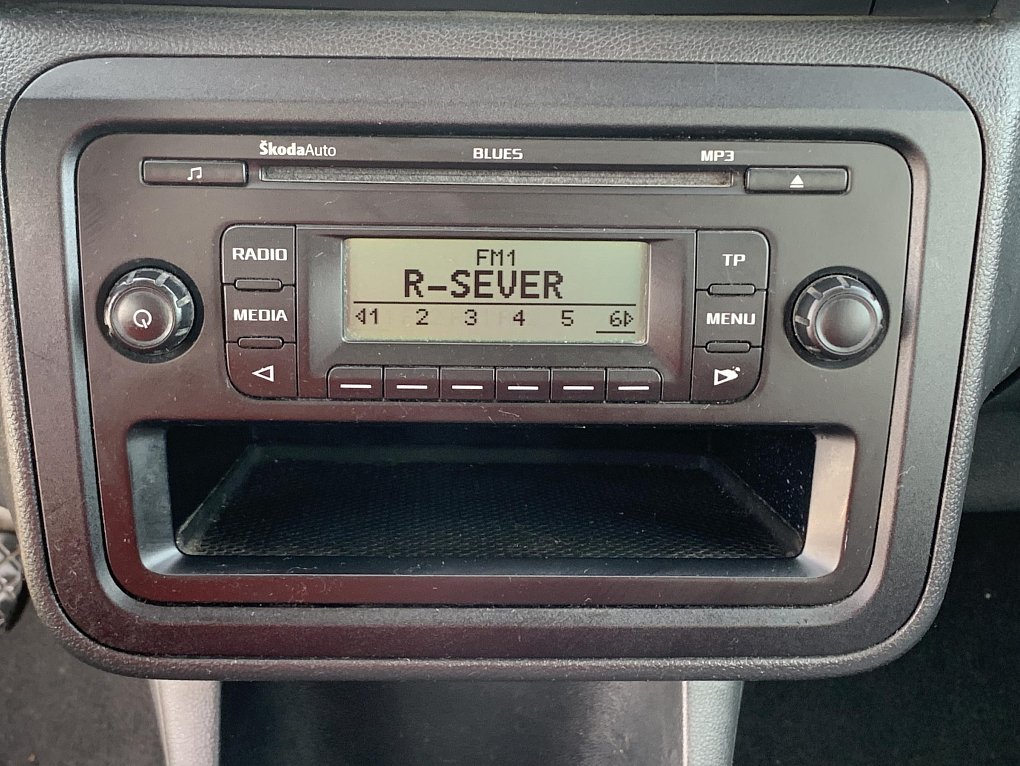 ŠkodaAuto BLUES MP3
RADIO
MEDIA
FM1
R-SEVER
1 2 3 4 5 6
TP
MENU